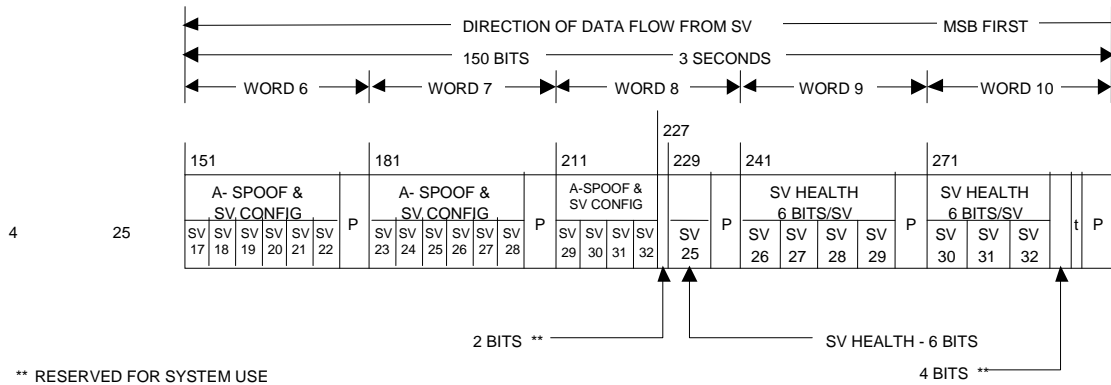 DIRECTION OF DATA FLOW FROM SV MSB FIRST
150 BITS 3 SECONDS
WORD 6 WORD 7 WORD 8 WORD 9 WORD 10
227
151 181 211 229 241 271
A- SPOOF & A- SPOOF & A-SPOOF & SV HEALTH SV HEALTH
SV CONFIG SV CONFIG SV CONFIG 6 BITS/SV 6 BITS/SV
4 25 P P P P t P
SV SV SV SV SV SV SV SV SV SV SV SV SV SV SV SV SV SV SV SV SV SV SV SV
17 18 19 20 21 22 23 24 25 26 27 28 29 30 31 32 25 26 27 28 29 30 31 32
2 BITS ** SV HEALTH - 6 BITS
** RESERVED FOR SYSTEM USE 4 BITS **